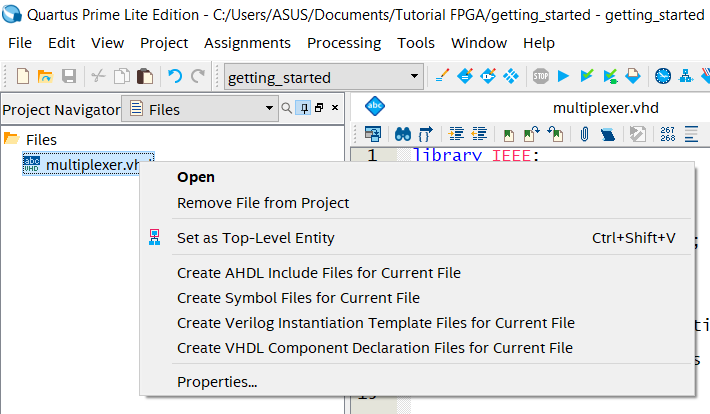 Quartus Prime Lite Edition - C:/Users/ASUS/Documents/Tutorial FPGA/getting_started - getting_started
File Edit View Project Assignments Processing Tools Window Help
getting_started
Project Navigator Files
multiplexer.vhd
abc
267
268
Files
abc
VHD multiplexer.vhd
1 library IEEE;
Open
Remove File from Project
Set as Top-Level Entity Ctrl+Shift+V
;
Create AHDL Include Files for Current File
Create Symbol Files for Current File
Create Verilog Instantiation Template Files for Current File
ti
Create VHDL Component Declaration Files for Current File
s
Properties...
19